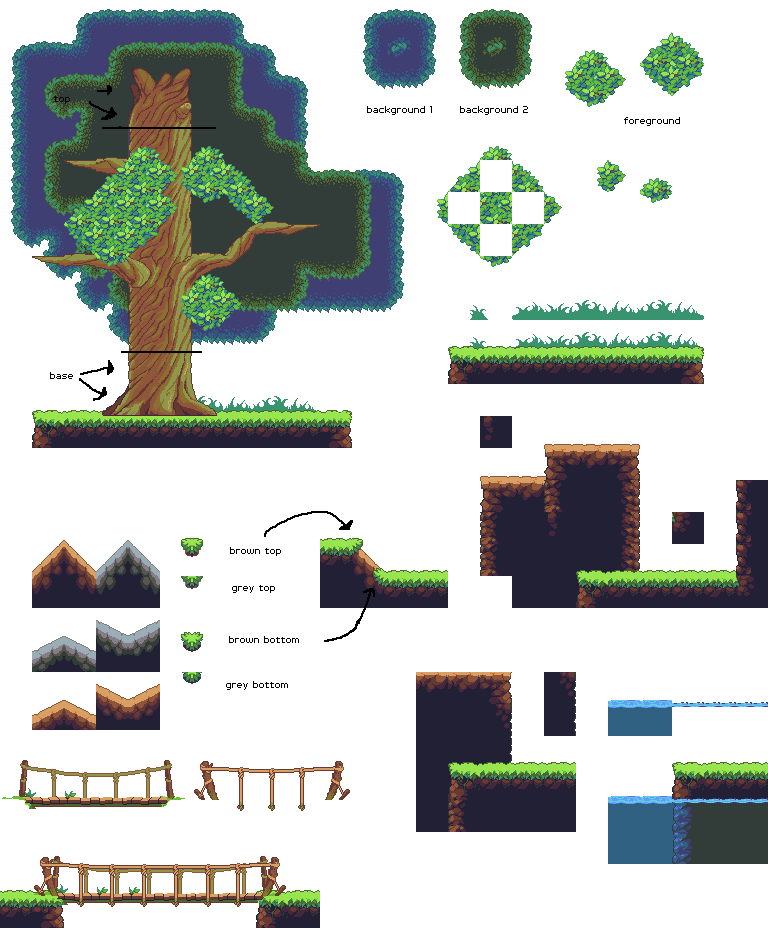 top
background 1
background 2
foreground
base
brown top
grey top
brown bottom
grey bottom